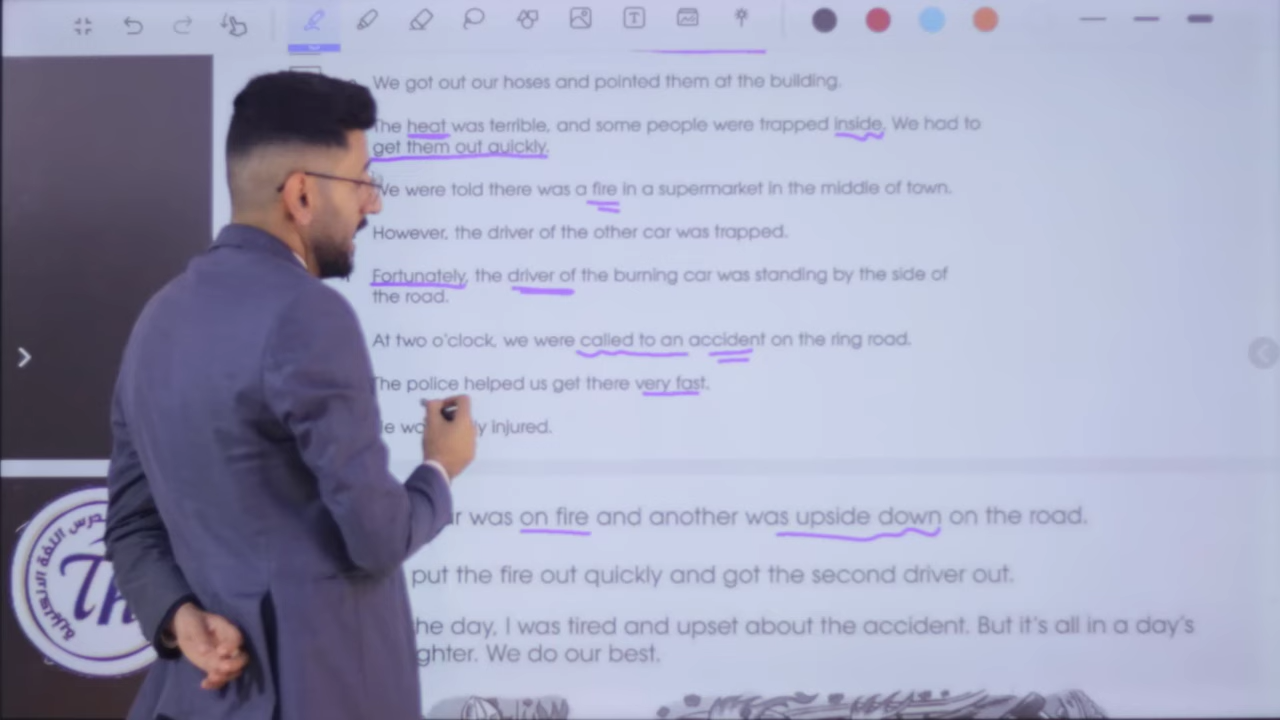 We got out our hoses and pointed them at the building.
The heat was terrible, and some people were trapped inside. We had to
get them out quickly.
We were told there was a fire in a supermarket in the middle of town.
However, the driver of the other car was trapped.
Fortunately, the driver of the burning car was standing by the side of
the road.
At two o'clock, we were called to an accident on the ring road.
The police helped us get there very fast.
injured.
was on fire and another was upside down on the road.
put the fire out quickly and got the second driver out.
the day, I was tired and upset about the accident. But it's all in a day's
We do our best.